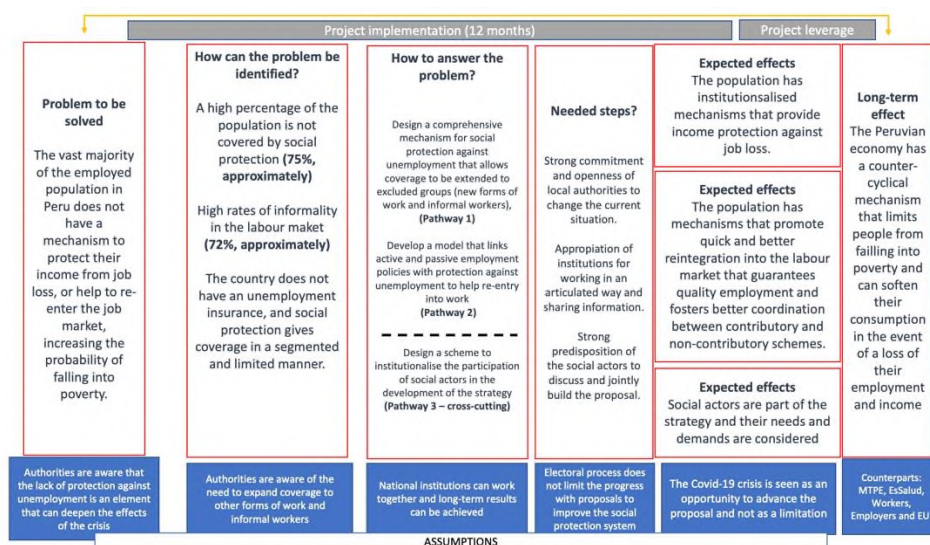 Project implementation (12 months)
Project leverage
Problem to be
solved
The vast majority
of the employed
population in
Peru does not
have a
mechanism to
protect their
income from job
loss, or help to re-
enter the job
market,
increasing the
probability of
falling into
poverty.
How can the problem be
identified?
A high percentage of the
population is not
covered by social
protection (75%,
approximately)
High rates of informality
in the labour maket
(72%, approximately)
The country does not
have an unemployment
insurance, and social
protection gives
coverage in a segmented
and limited manner.
How to answer the
problem?
Design a comprehensive
mechanism for social
protection against
unemployment that allows
coverage to be extended to
excluded groups (new forms of
work and informal workers),
(Pathway 1)
Develop a model that links
active and passive employment
policies with protection against
unemployment to help re-entry
into work
(Pathway 2)
Design a scheme to
institutionalise the participation
of social actors in the
development of the strategy
(Pathway 3 – cross-cutting)
Needed steps?
Strong commitment
and openness of
local authorities to
change the current
situation.
Appropiation of
institutions for
working in an
articulated way and
sharing information.
Strong
predisposition of
the social actors to
discuss and jointly
build the proposal.
Expected effects
The population has
institutionsalised
mechanisms that provide
income protection against
job loss.
Expected effects
The population has
mechanisms that promote
quick and better
reintegration into the labour
market that guarantees
quality employment and
fosters better coordination
between contributory and
non-contributory schemes.
Expected effects
Social actors are part of the
strategy and their needs and
demands are considered
Long-term
effect
The Peruvian
economy has a
counter-
cyclical
mechanism
that limits
people from
failling into
poverty and
can soften
their
consumption
in the event
of a loss of
their
employment
and income
Authorities are aware that
the lack of protection against
unemployment is an element
that can deepen the effects
of the crisis
Authorities are aware of the
need to expand coverage to
other forms of work and
informal workers
National institutions can work
together and long-term results
can be achieved
Electoral process does
not limit the progress
with proposals to
improve the social
protection system
The Covid-19 crisis is seen as an
opportunity to advance the
proposal and not as a limitation
Counterparts:
MTPE, EsSalud,
Workers,
Employers and EU
ASSUMPTIONS